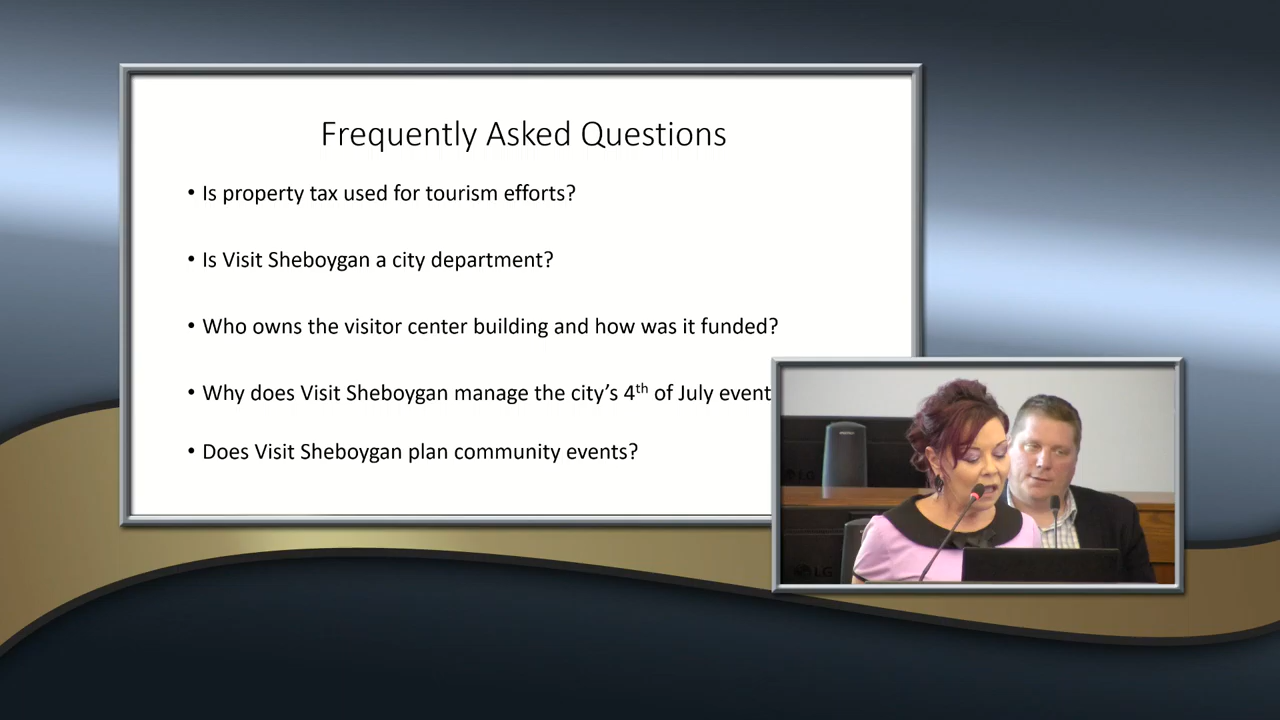 Frequently Asked Questions
• Is property tax used for tourism efforts?
• Is Visit Sheboygan a city department?
• Who owns the visitor center building and how was it funded?
• Why does Visit Sheboygan manage the city’s 4th of July event
• Does Visit Sheboygan plan community events?
LG
LG